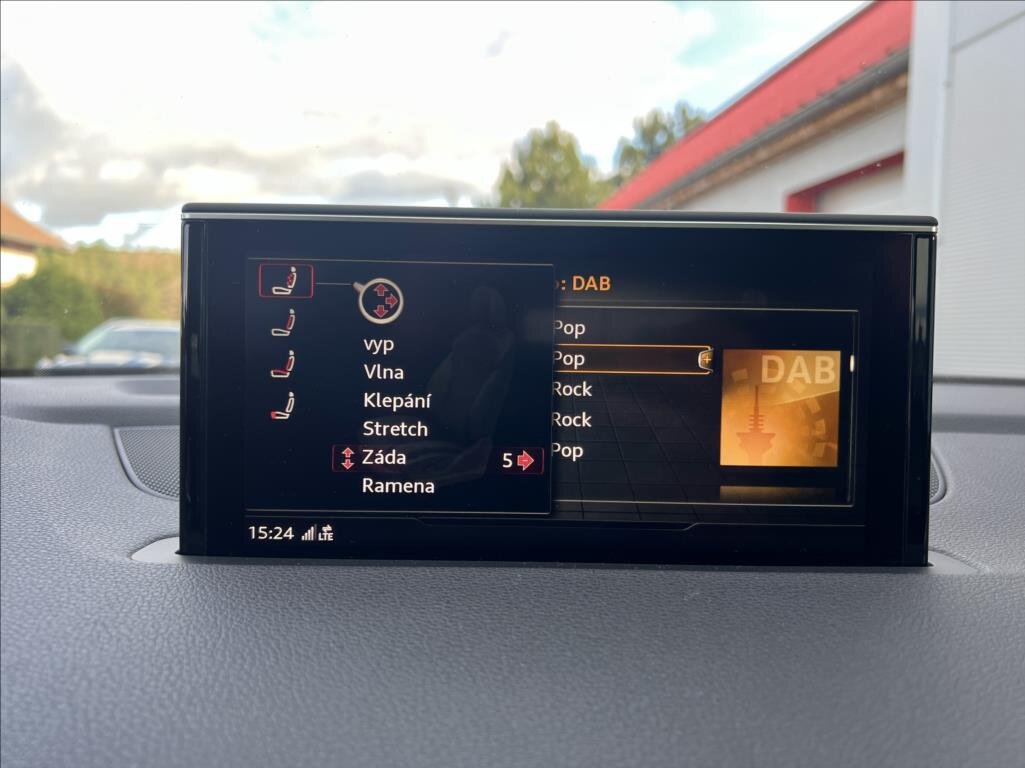 vyp
Vlna
Klepání
Stretch
Záda 5
Ramena
: DAB
Pop
Pop
Rock
Rock
Pop
DAB
15:24 LTE